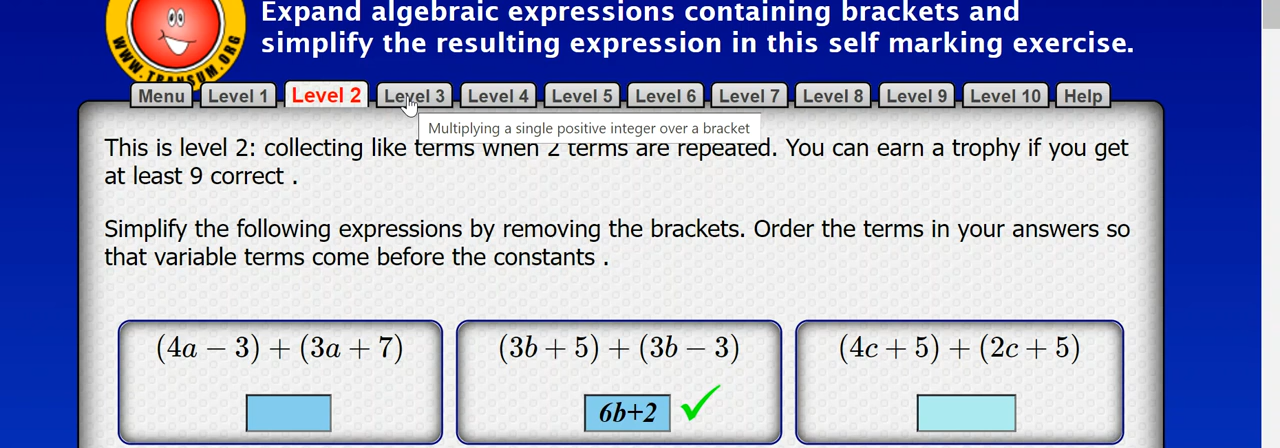 Expand algebraic expressions containing brackets and
simplify the resulting expression in this self marking exercise.
WWW.TRANSUM.ORG
Menu Level 1 Level 2 Level 3 Level 4 Level 5 Level 6 Level 7 Level 8 Level 9 Level 10 Help
Multiplying a single positive integer over a bracket
This is level 2: collecting like terms when 2 terms are repeated. You can earn a trophy if you get
at least 9 correct .
Simplify the following expressions by removing the brackets. Order the terms in your answers so
that variable terms come before the constants .
(4a − 3) + (3a + 7) (3b + 5) + (3b − 3) (4c + 5) + (2c + 5)
6b+2